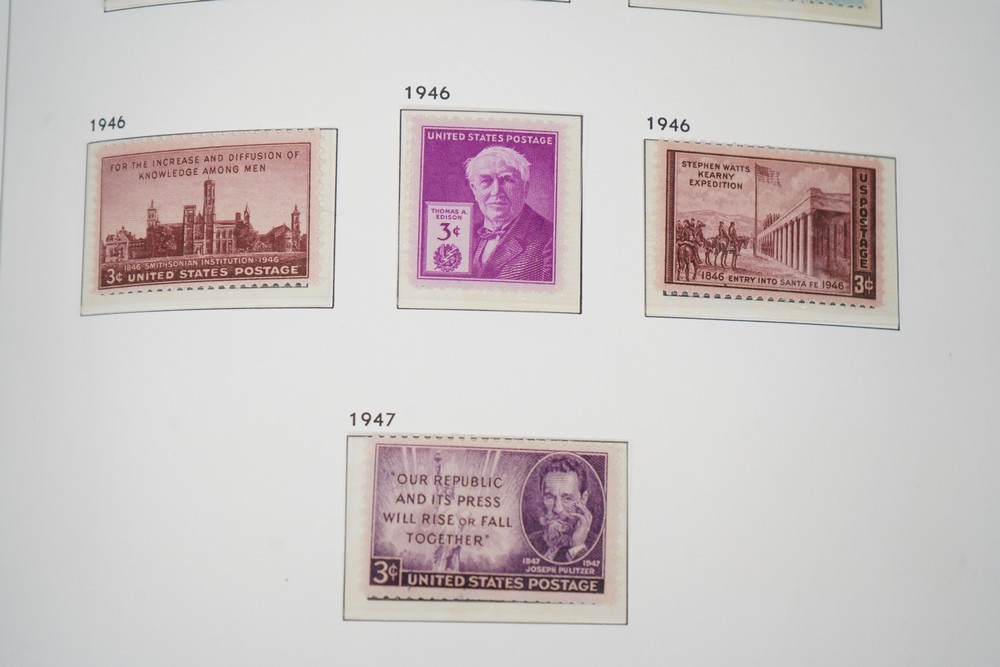 1946
FOR THE INCREASE AND DIFFUSION OF
KNOWLEDGE AMONG MEN
1846 · SMITHSONIAN INSTITUTION · 1946
3¢ UNITED STATES POSTAGE
1946
UNITED STATES POSTAGE
THOMAS A.
EDISON
3¢
1946
STEPHEN WATTS
KEARNY
EXPEDITION
U S POSTAGE
1846 ENTRY INTO SANTA FE 1946
3¢
1947
"OUR REPUBLIC
AND ITS PRESS
WILL RISE OR FALL
TOGETHER"
1847 1947
JOSEPH PULITZER
3¢ UNITED STATES POSTAGE